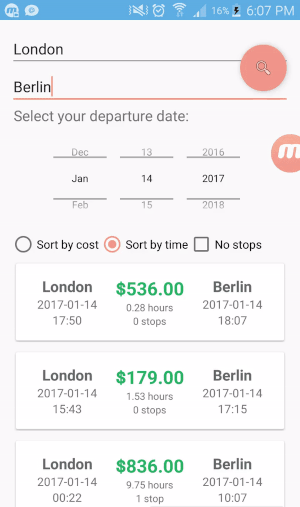 16% 6:07 PM
London
Berlin
Select your departure date:
Dec 13 2016
Jan 14 2017
Feb 15 2018
Sort by cost Sort by time No stops
London $536.00 Berlin
2017-01-14 0.28 hours 2017-01-14
17:50 0 stops 18:07
London $179.00 Berlin
2017-01-14 1.53 hours 2017-01-14
15:43 0 stops 17:15
London $836.00 Berlin
2017-01-14 9.75 hours 2017-01-14
00:22 1 stop 10:07